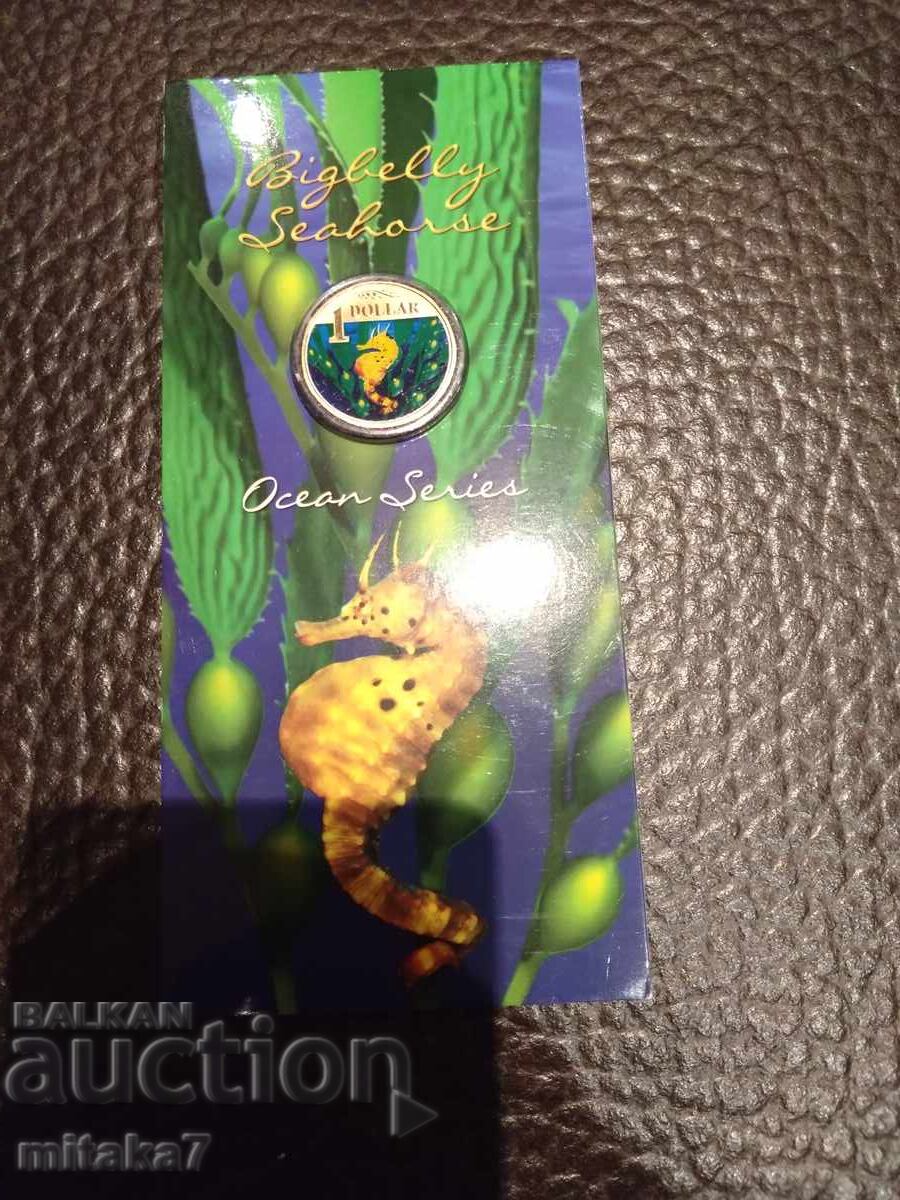 Bigbelly
Seahorse
1 DOLLAR
Ocean Series
BALKAN
auction
mitaka7